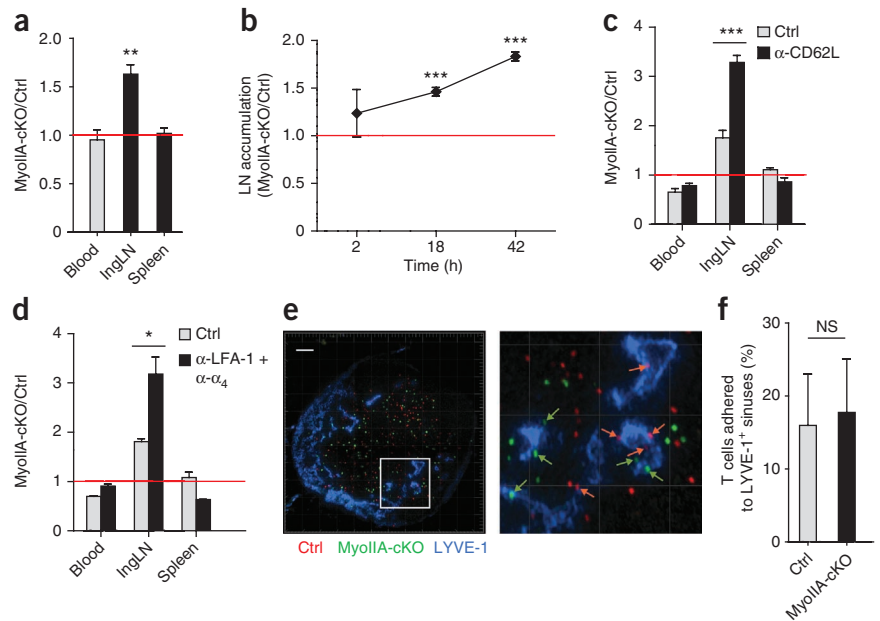 a
MyoIIA-cKO/Ctrl
2.0
1.5
1.0
0.5
0
**
Blood
IngLN
Spleen
b
LN accumulation
(MyoIIA-cKO/Ctrl)
2.0
1.5
1.0
1.5
0
***
***
2
18
42
Time (h)
c
Ctrl
α-CD62L
MyoIIA-cKO/Ctrl
4
3
2
1
0
***
Blood
IngLN
Spleen
d
Ctrl
α-LFA-1 +
α-α4
MyoIIA-cKO/Ctrl
4
3
2
1
0
*
Blood
IngLN
Spleen
e
Ctrl MyoIIA-cKO LYVE-1
f
T cells adhered
to LYVE-1+ sinuses (%)
30
20
10
0
NS
Ctrl
MyoIIA-cKO